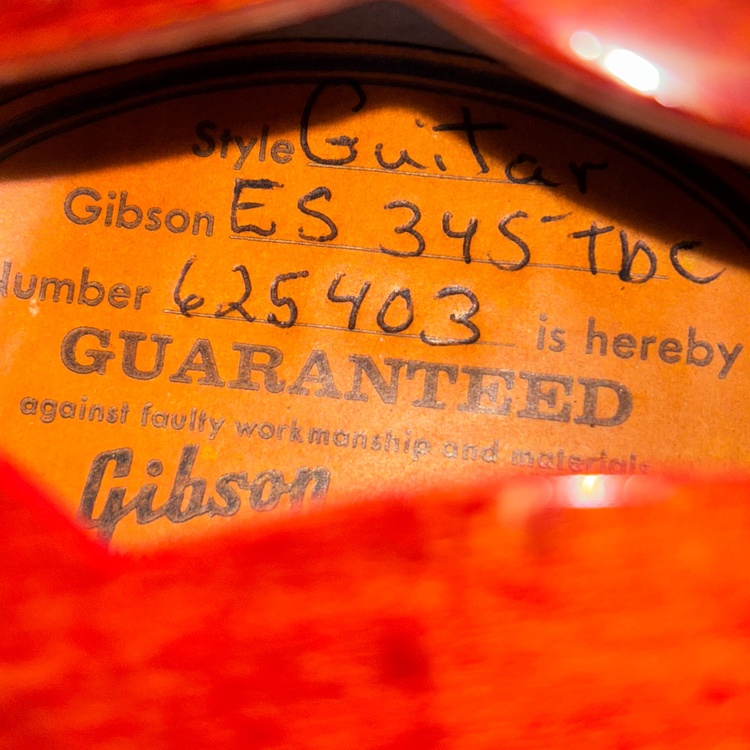 Style Guitar
Gibson ES 345-TDC
Number 625403 is hereby
GUARANTEED
against faulty workmanship and materials
Gibson